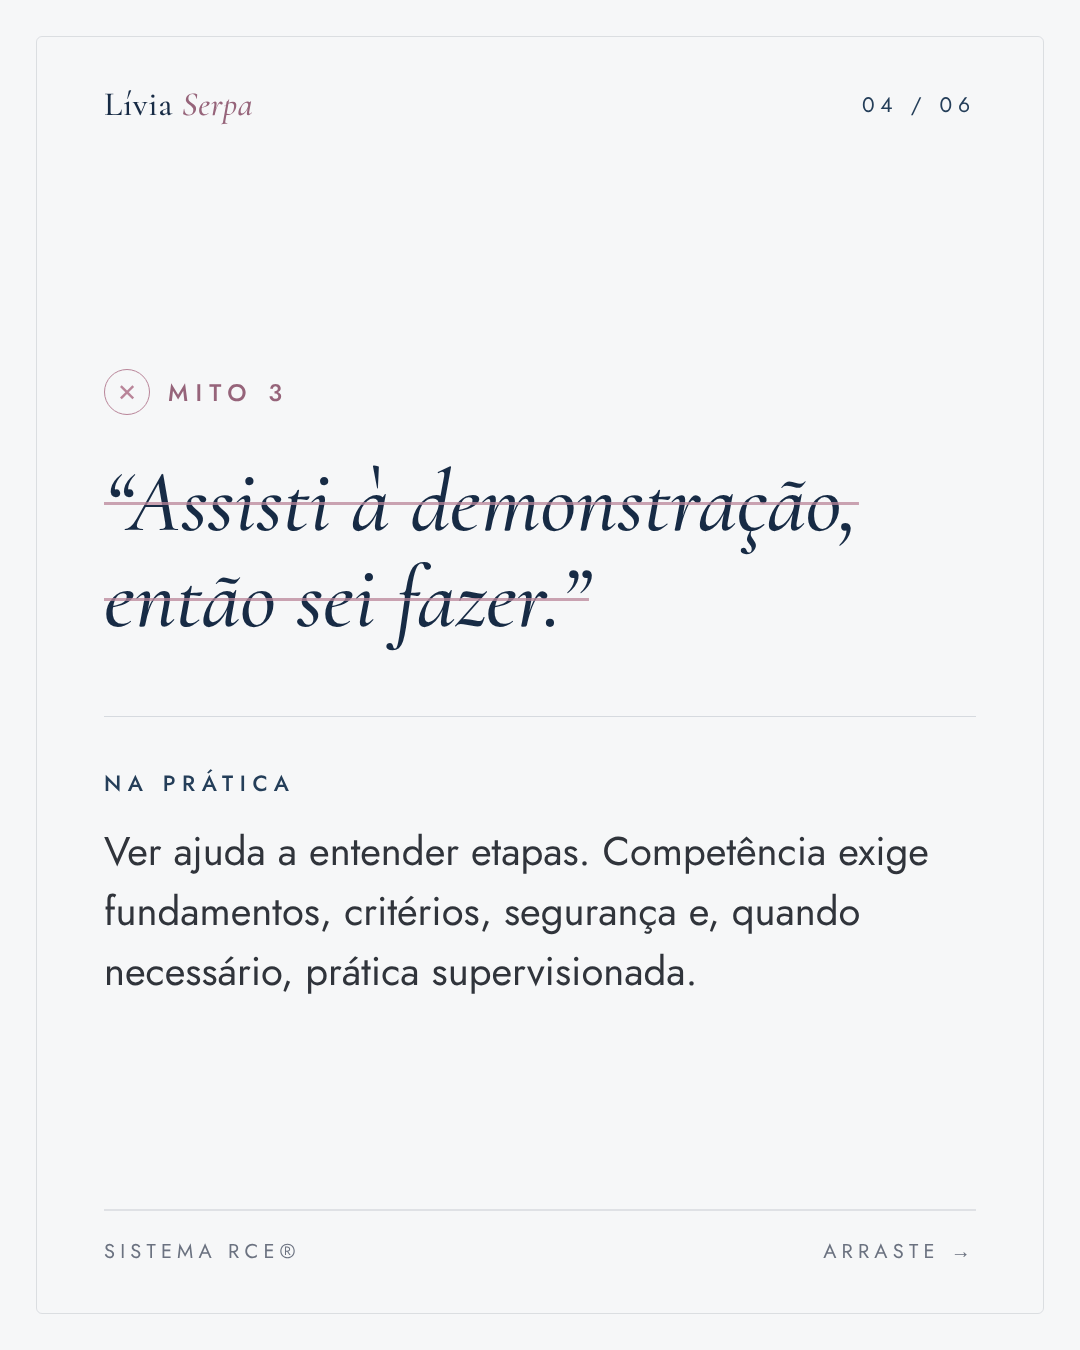 Lívia Serpa
04 / 06
MITO 3
“Assisti à demonstração,
então sei fazer.”
NA PRÁTICA
Ver ajuda a entender etapas. Competência exige
fundamentos, critérios, segurança e, quando
necessário, prática supervisionada.
SISTEMA RCE®
ARRASTE →